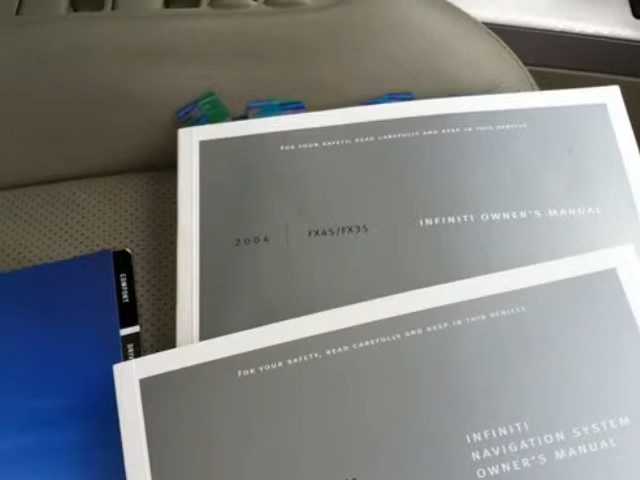 FOR YOUR SAFETY, READ CAREFULLY AND KEEP IN THIS VEHICLE
2004 | FX45/FX35
INFINITI OWNER'S MANUAL
COMFORT
FOR YOUR SAFETY, READ CAREFULLY AND KEEP IN THIS VEHICLE
INFINITI
NAVIGATION SYSTEM
OWNER'S MANUAL